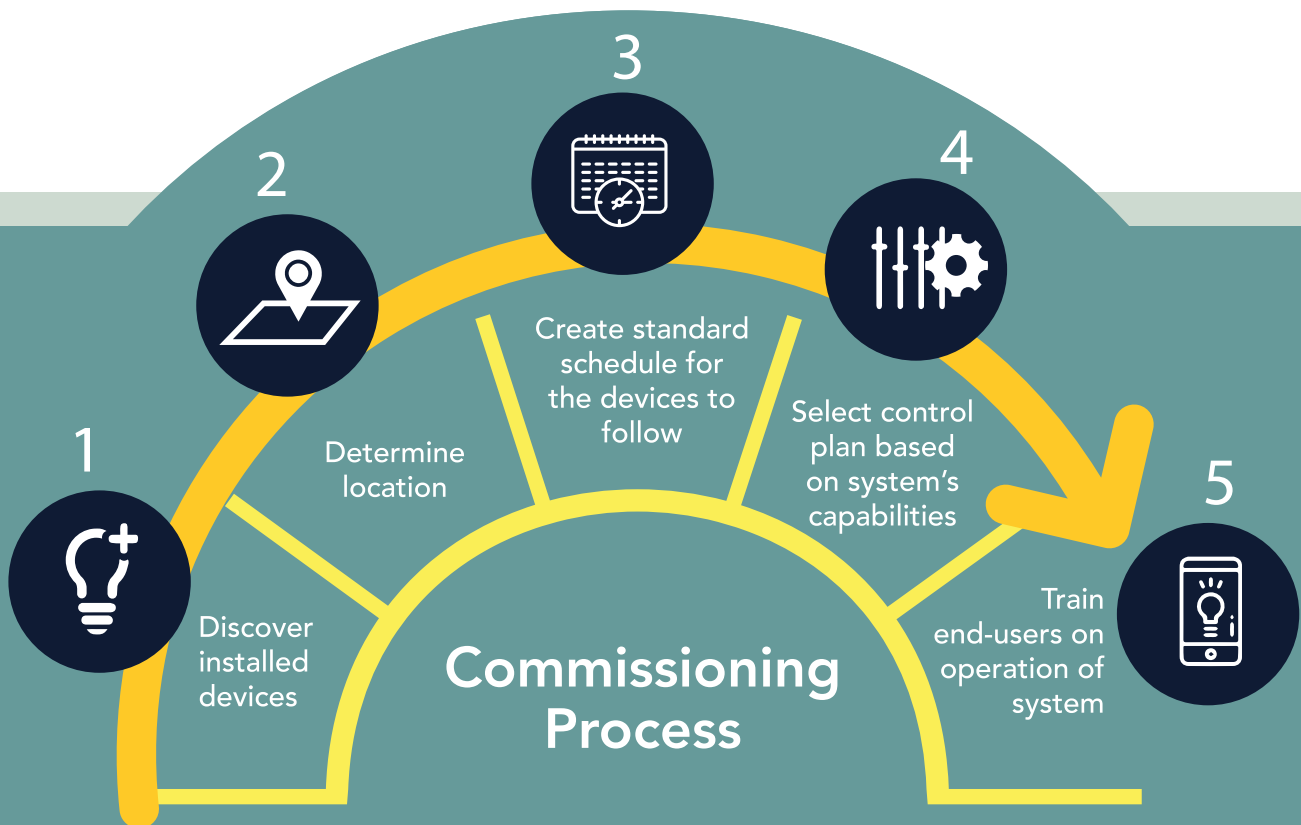 1
Discover
installed
devices
2
Determine
location
3
Create standard
schedule for
the devices to
follow
4
Select control
plan based
on system’s
capabilities
5
Train
end-users on
operation of
system
Commissioning
Process